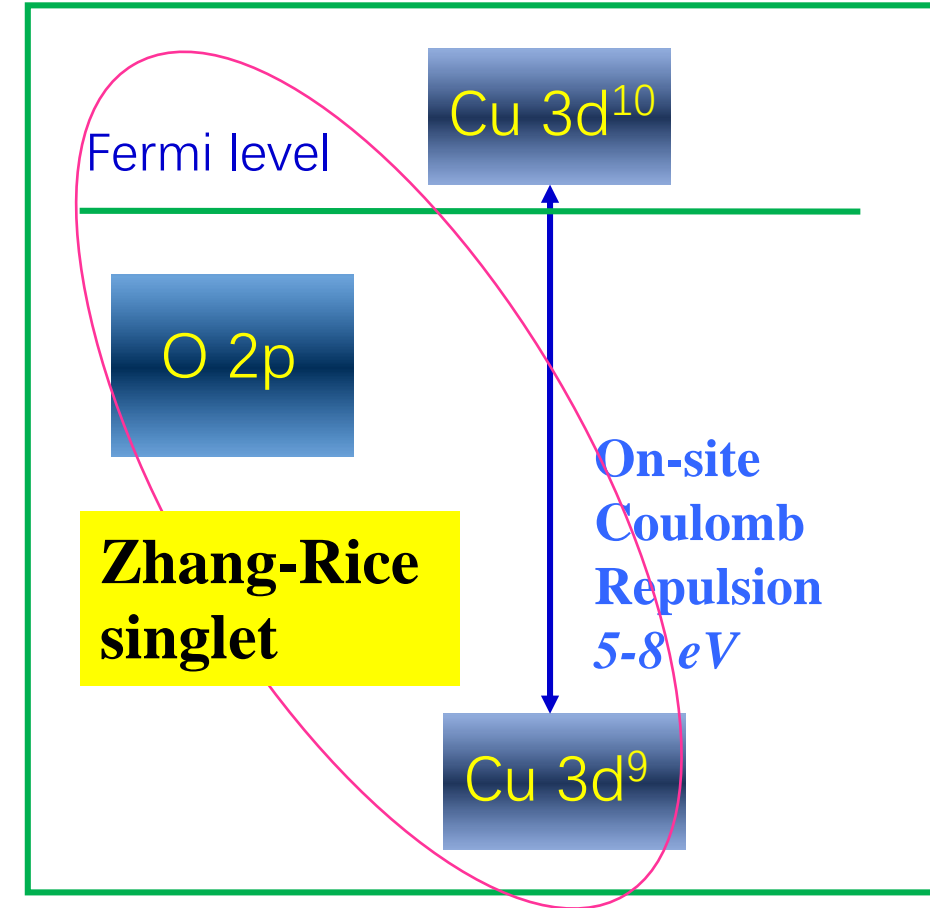 Cu 3d¹⁰
Fermi level
O 2p
On-site
Coulomb
Repulsion
5-8 eV
Zhang-Rice
singlet
Cu 3d⁹